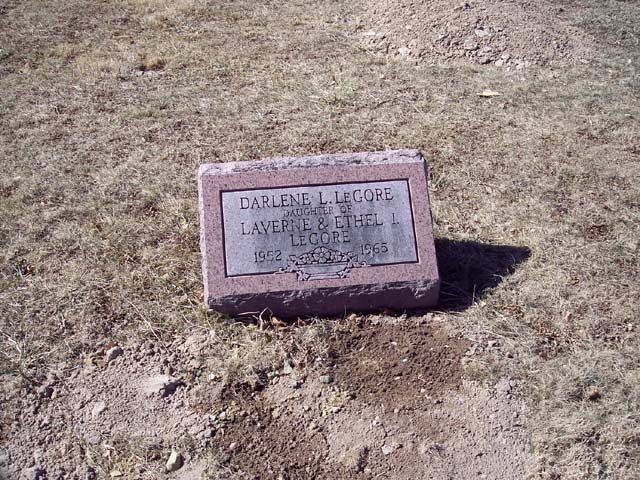 DARLENE L. LEGORE
DAUGHTER OF
LAVERNE & ETHEL I.
LEGORE
1952 1965